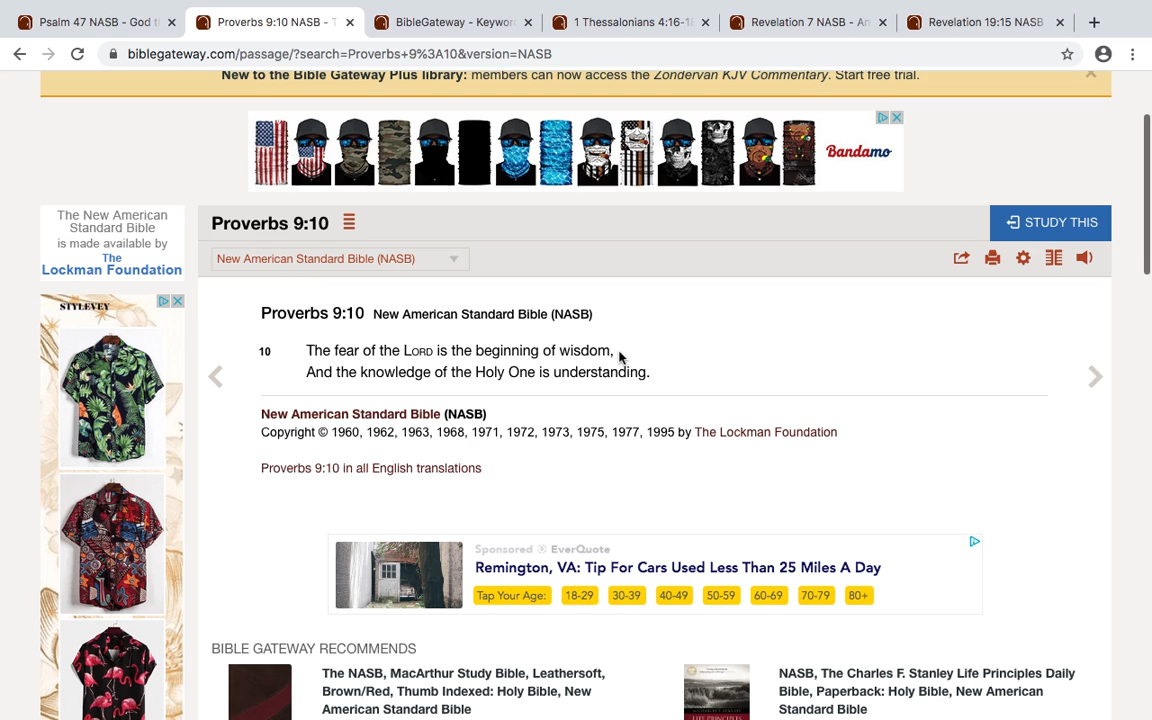 Psalm 47 NASB - God t
Proverbs 9:10 NASB - T
BibleGateway - Keywor
1 Thessalonians 4:16-18
Revelation 7 NASB - An
Revelation 19:15 NASB
biblegateway.com/passage/?search=Proverbs+9%3A10&version=NASB
New to the Bible Gateway Plus library: members can now access the Zondervan KJV Commentary. Start free trial.
Bandamo
The New American
Standard Bible
is made available by
The
Lockman Foundation
Proverbs 9:10
STUDY THIS
New American Standard Bible (NASB)
STYLEVEY
Proverbs 9:10 New American Standard Bible (NASB)
10 The fear of the LORD is the beginning of wisdom,
And the knowledge of the Holy One is understanding.
New American Standard Bible (NASB)
Copyright © 1960, 1962, 1963, 1968, 1971, 1972, 1973, 1975, 1977, 1995 by The Lockman Foundation
Proverbs 9:10 in all English translations
Sponsored EverQuote
Remington, VA: Tip For Cars Used Less Than 25 Miles A Day
Tap Your Age: 18-29 30-39 40-49 50-59 60-69 70-79 80+
BIBLE GATEWAY RECOMMENDS
The NASB, MacArthur Study Bible, Leathersoft,
Brown/Red, Thumb Indexed: Holy Bible, New
American Standard Bible
NASB, The Charles F. Stanley Life Principles Daily
Bible, Paperback: Holy Bible, New American
Standard Bible